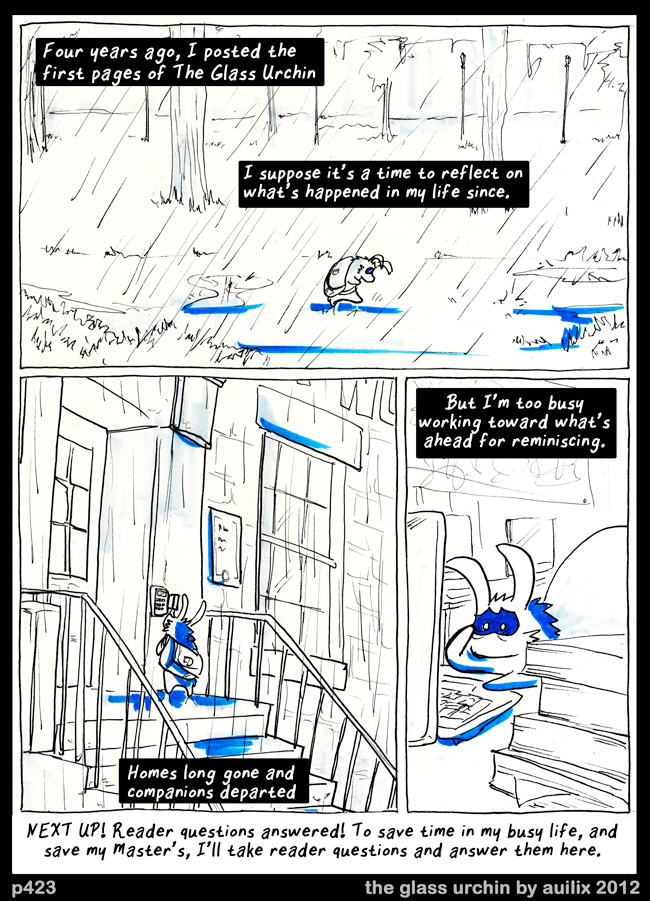 Four years ago, I posted the
first pages of The Glass Urchin
I suppose it's a time to reflect on
what's happened in my life since.
Homes long gone and
companions departed
But I'm too busy
working toward what's
ahead for reminiscing.
NEXT UP! Reader questions answered! To save time in my busy life, and
save my Master's, I'll take reader questions and answer them here.
p423
the glass urchin by auilix 2012